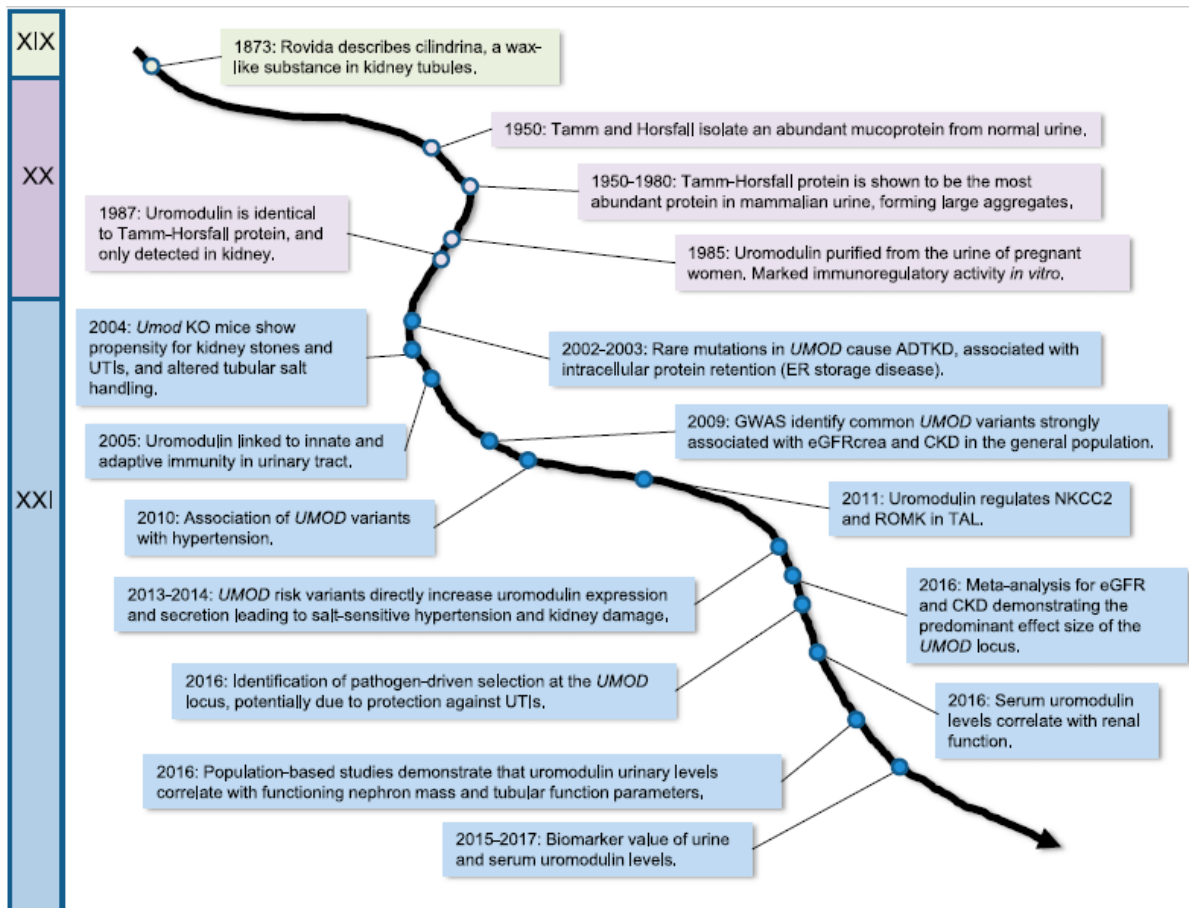 XIX
1873: Rovida describes cilindrina, a wax-
like substance in kidney tubules.
XX
1950: Tamm and Horsfall isolate an abundant mucoprotein from normal urine.
1950–1980: Tamm-Horsfall protein is shown to be the most
abundant protein in mammalian urine, forming large aggregates.
1987: Uromodulin is identical
to Tamm-Horsfall protein, and
only detected in kidney.
1985: Uromodulin purified from the urine of pregnant
women. Marked immunoregulatory activity in vitro.
XXI
2004: Umod KO mice show
propensity for kidney stones and
UTIs, and altered tubular salt
handling.
2002–2003: Rare mutations in UMOD cause ADTKD, associated with
intracellular protein retention (ER storage disease).
2005: Uromodulin linked to innate and
adaptive immunity in urinary tract.
2009: GWAS identify common UMOD variants strongly
associated with eGFRcrea and CKD in the general population.
2010: Association of UMOD variants
with hypertension.
2011: Uromodulin regulates NKCC2
and ROMK in TAL.
2013–2014: UMOD risk variants directly increase uromodulin expression
and secretion leading to salt-sensitive hypertension and kidney damage.
2016: Meta-analysis for eGFR
and CKD demonstrating the
predominant effect size of the
UMOD locus.
2016: Identification of pathogen-driven selection at the UMOD
locus, potentially due to protection against UTIs.
2016: Serum uromodulin
levels correlate with renal
function.
2016: Population-based studies demonstrate that uromodulin urinary levels
correlate with functioning nephron mass and tubular function parameters.
2015–2017: Biomarker value of urine
and serum uromodulin levels.